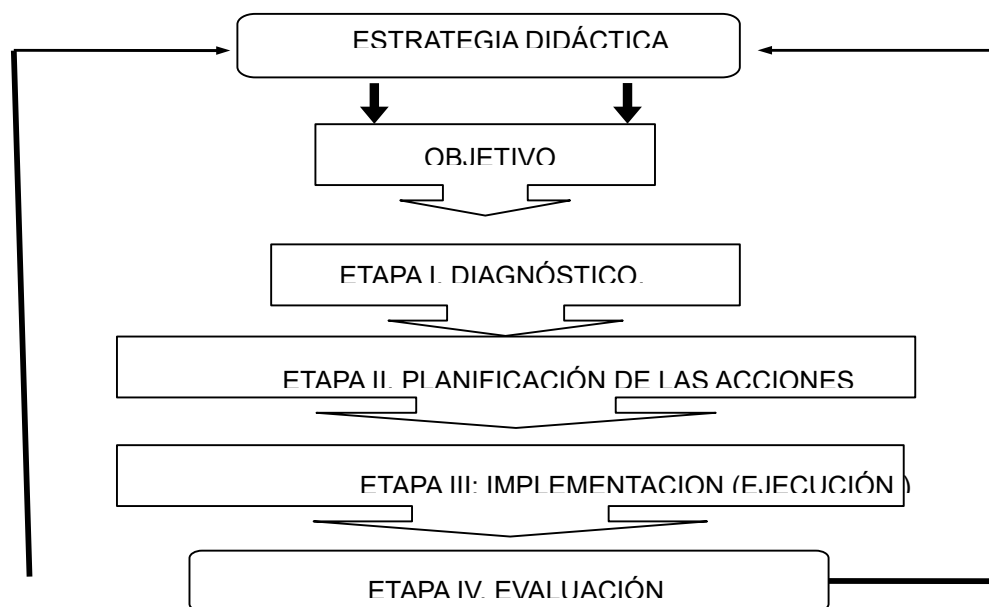 ESTRATEGIA DIDÁCTICA
OBJETIVO
ETAPA I. DIAGNÓSTICO.
ETAPA II. PLANIFICACIÓN DE LAS ACCIONES
ETAPA III: IMPLEMENTACION (EJECUCIÓN )
ETAPA IV. EVALUACIÓN